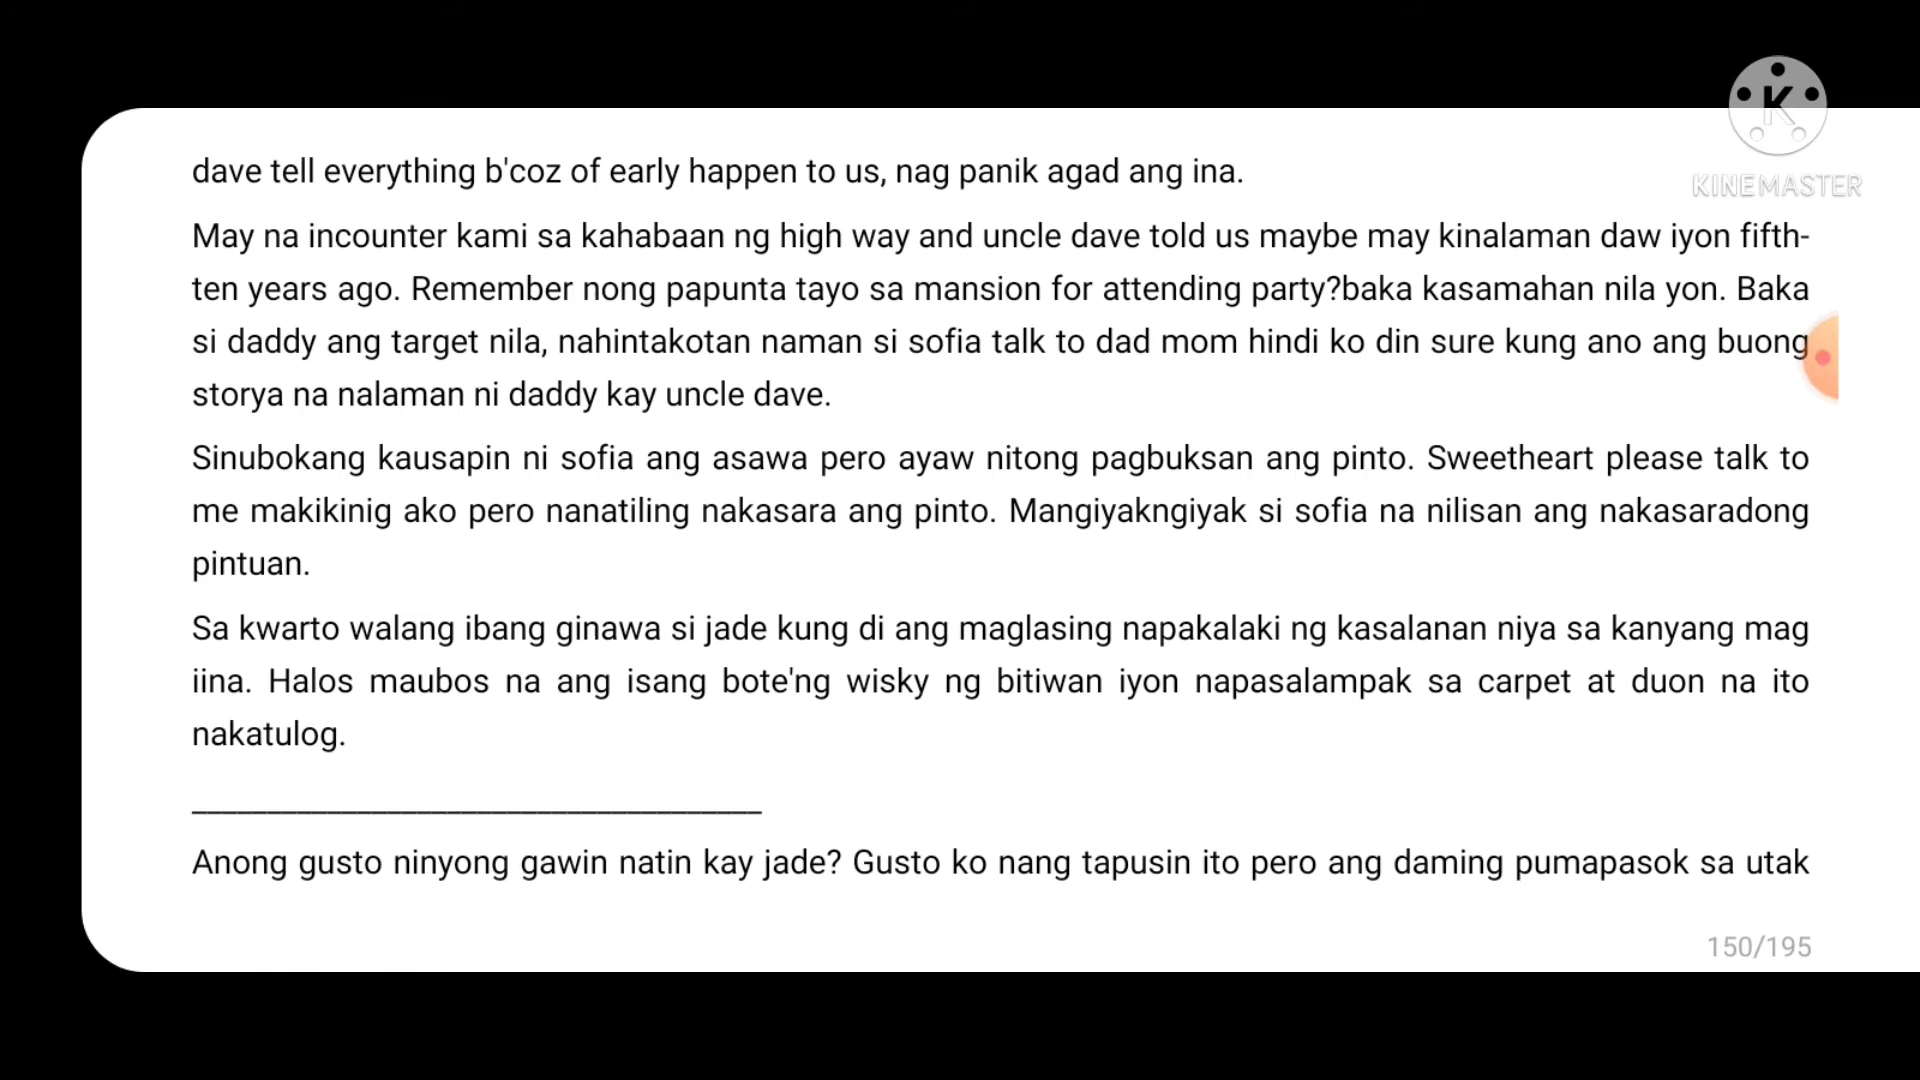 K
KINEMASTER
dave tell everything b'coz of early happen to us, nag panik agad ang ina.
May na incounter kami sa kahabaan ng high way and uncle dave told us maybe may kinalaman daw iyon fifth-
ten years ago. Remember nong papunta tayo sa mansion for attending party?baka kasamahan nila yon. Baka
si daddy ang target nila, nahintakotan naman si sofia talk to dad mom hindi ko din sure kung ano ang buong
storya na nalaman ni daddy kay uncle dave.
Sinubokang kausapin ni sofia ang asawa pero ayaw nitong pagbuksan ang pinto. Sweetheart please talk to
me makikinig ako pero nanatiling nakasara ang pinto. Mangiyakngiyak si sofia na nilisan ang nakasaradong
pintuan.
Sa kwarto walang ibang ginawa si jade kung di ang maglasing napakalaki ng kasalanan niya sa kanyang mag
iina. Halos maubos na ang isang bote'ng wisky ng bitiwan iyon napasalampak sa carpet at duon na ito
nakatulog.
______________________________
Anong gusto ninyong gawin natin kay jade? Gusto ko nang tapusin ito pero ang daming pumapasok sa utak
150/195